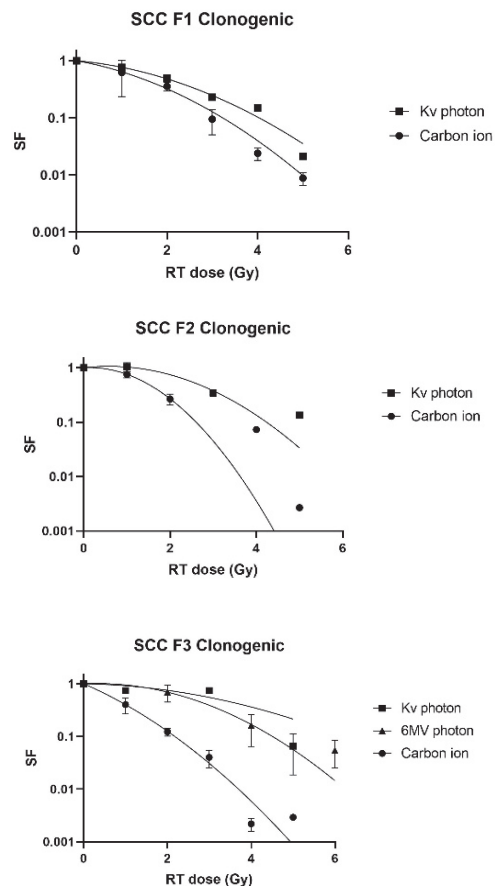 SCC F1 Clonogenic
1
0.1
0.01
0.001
SF
0 2 4 6
RT dose (Gy)
Kv photon
Carbon ion
SCC F2 Clonogenic
1
0.1
0.01
0.001
SF
0 2 4 6
RT dose (Gy)
Kv photon
Carbon ion
SCC F3 Clonogenic
1
0.1
0.01
0.001
SF
0 2 4 6
RT dose (Gy)
Kv photon
6MV photon
Carbon ion